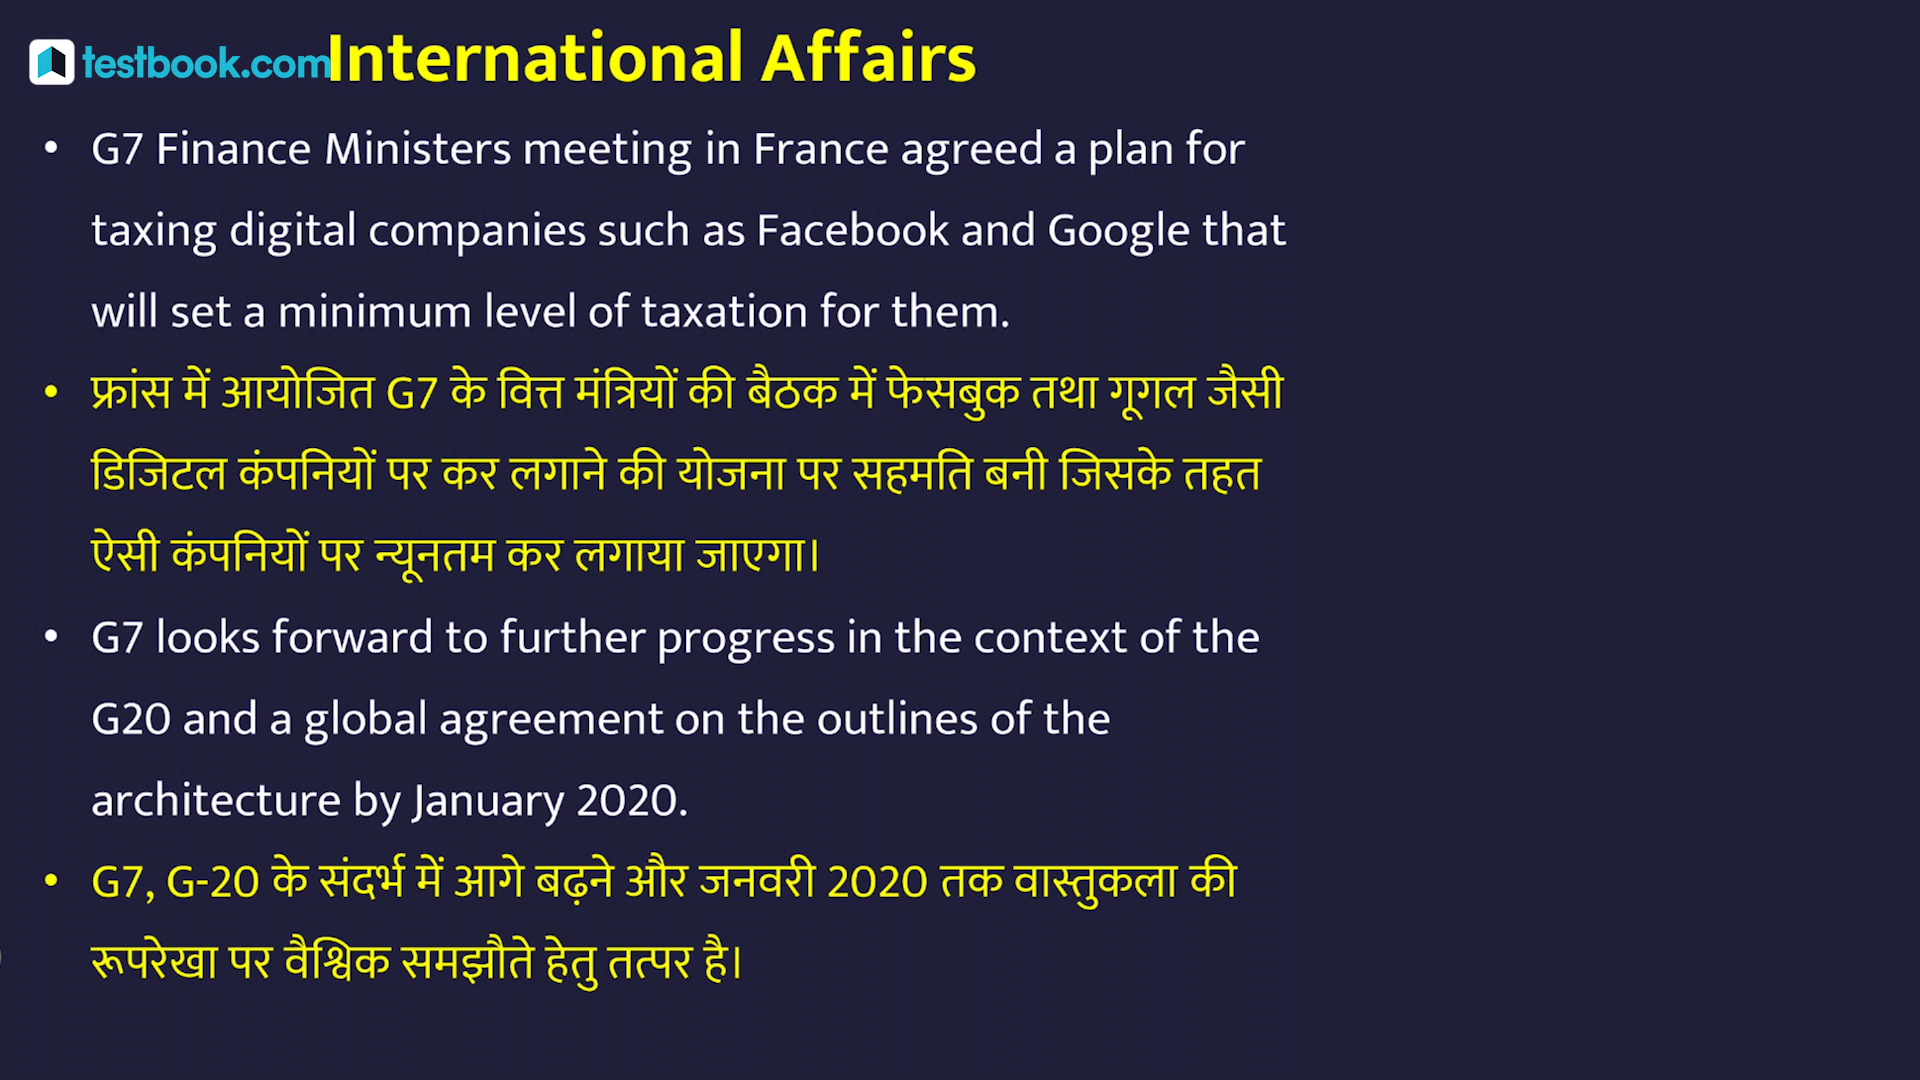 testbook.com
International Affairs
• G7 Finance Ministers meeting in France agreed a plan for
taxing digital companies such as Facebook and Google that
will set a minimum level of taxation for them.
• फ्रांस में आयोजित G7 के वित्त मंत्रियों की बैठक में फेसबुक तथा गूगल जैसी
डिजिटल कंपनियों पर कर लगाने की योजना पर सहमति बनी जिसके तहत
ऐसी कंपनियों पर न्यूनतम कर लगाया जाएगा।
• G7 looks forward to further progress in the context of the
G20 and a global agreement on the outlines of the
architecture by January 2020.
• G7, G-20 के संदर्भ में आगे बढ़ने और जनवरी 2020 तक वास्तुकला की
रूपरेखा पर वैश्विक समझौते हेतु तत्पर है।